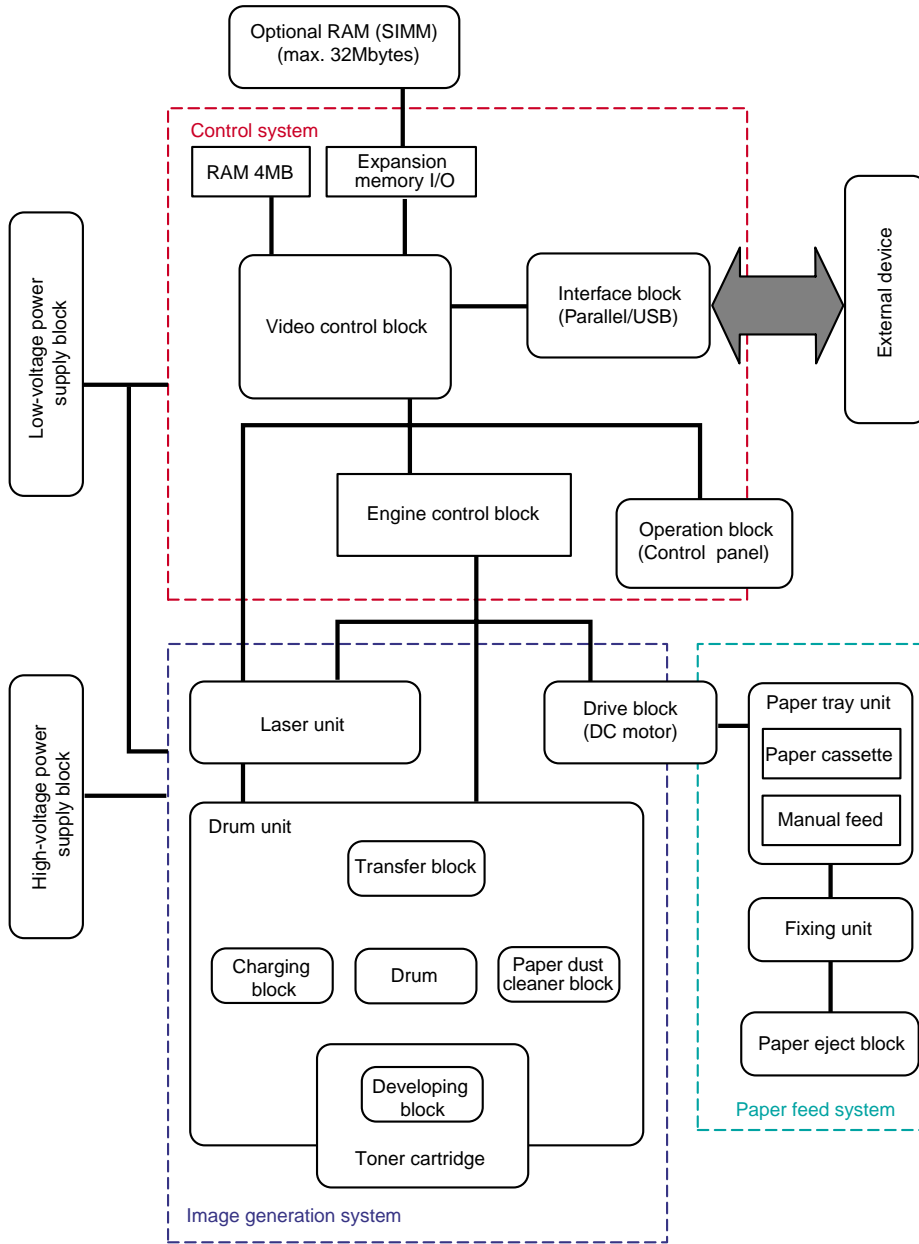 Optional RAM (SIMM)
(max. 32Mbytes)
Control system
RAM 4MB
Expansion
memory I/O
Low-voltage power
supply block
Video control block
Interface block
(Parallel/USB)
External device
Engine control block
Operation block
(Control panel)
High-voltage power
supply block
Laser unit
Drive block
(DC motor)
Paper tray unit
Paper cassette
Manual feed
Drum unit
Transfer block
Charging
block
Drum
Paper dust
cleaner block
Fixing unit
Paper eject block
Developing
block
Toner cartridge
Paper feed system
Image generation system